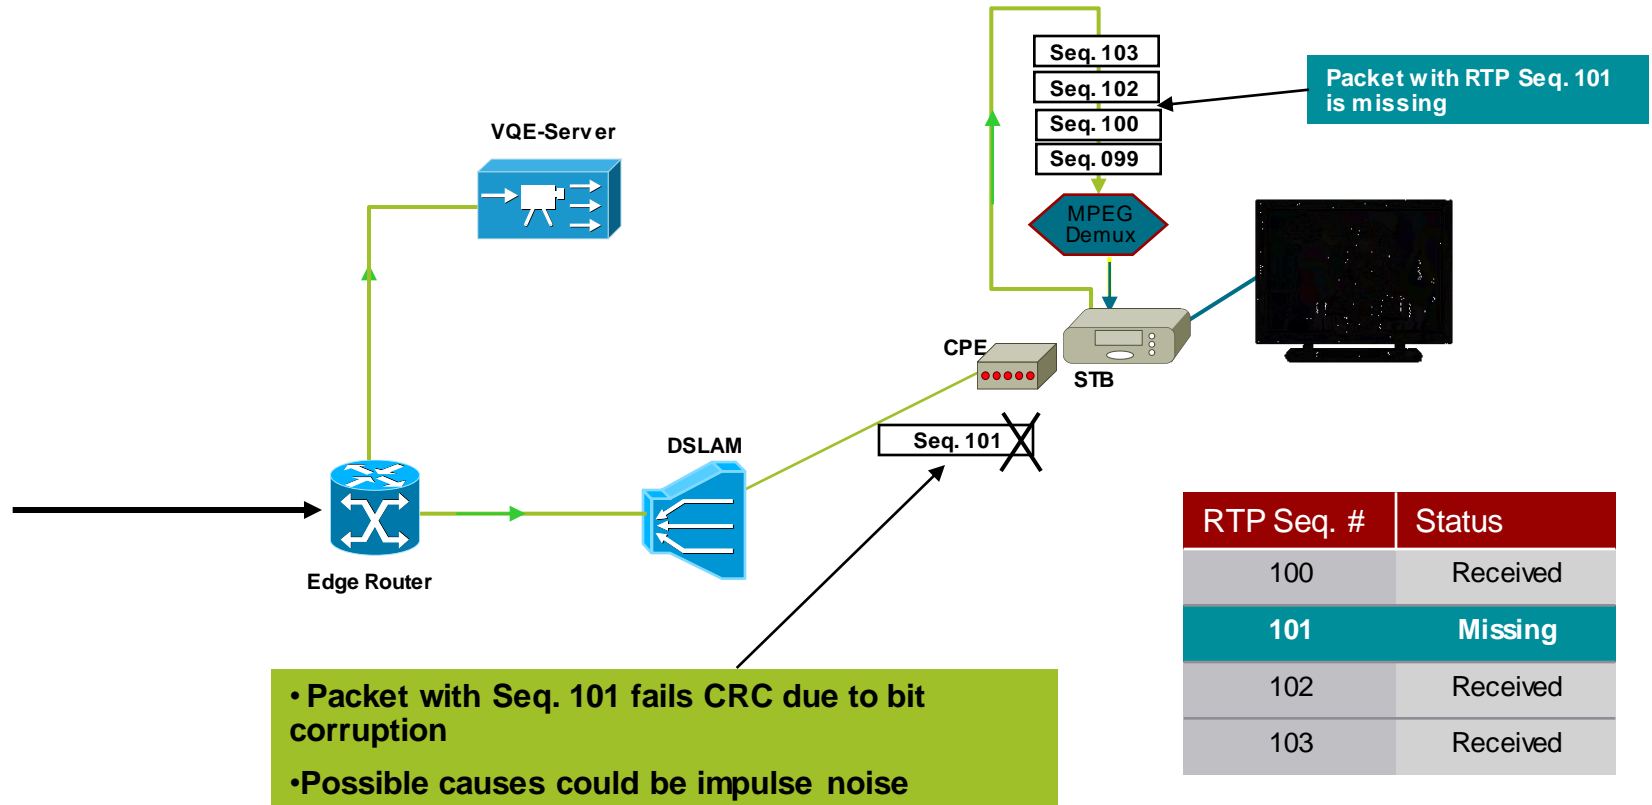 Seq. 103
Seq. 102
Seq. 100
Seq. 099
Packet with RTP Seq. 101
is missing
VQE-Server
MPEG
Demux
CPE
STB
DSLAM
Seq. 101
Edge Router
RTP Seq. # Status
100 Received
101 Missing
102 Received
103 Received
• Packet with Seq. 101 fails CRC due to bit
corruption
•Possible causes could be impulse noise